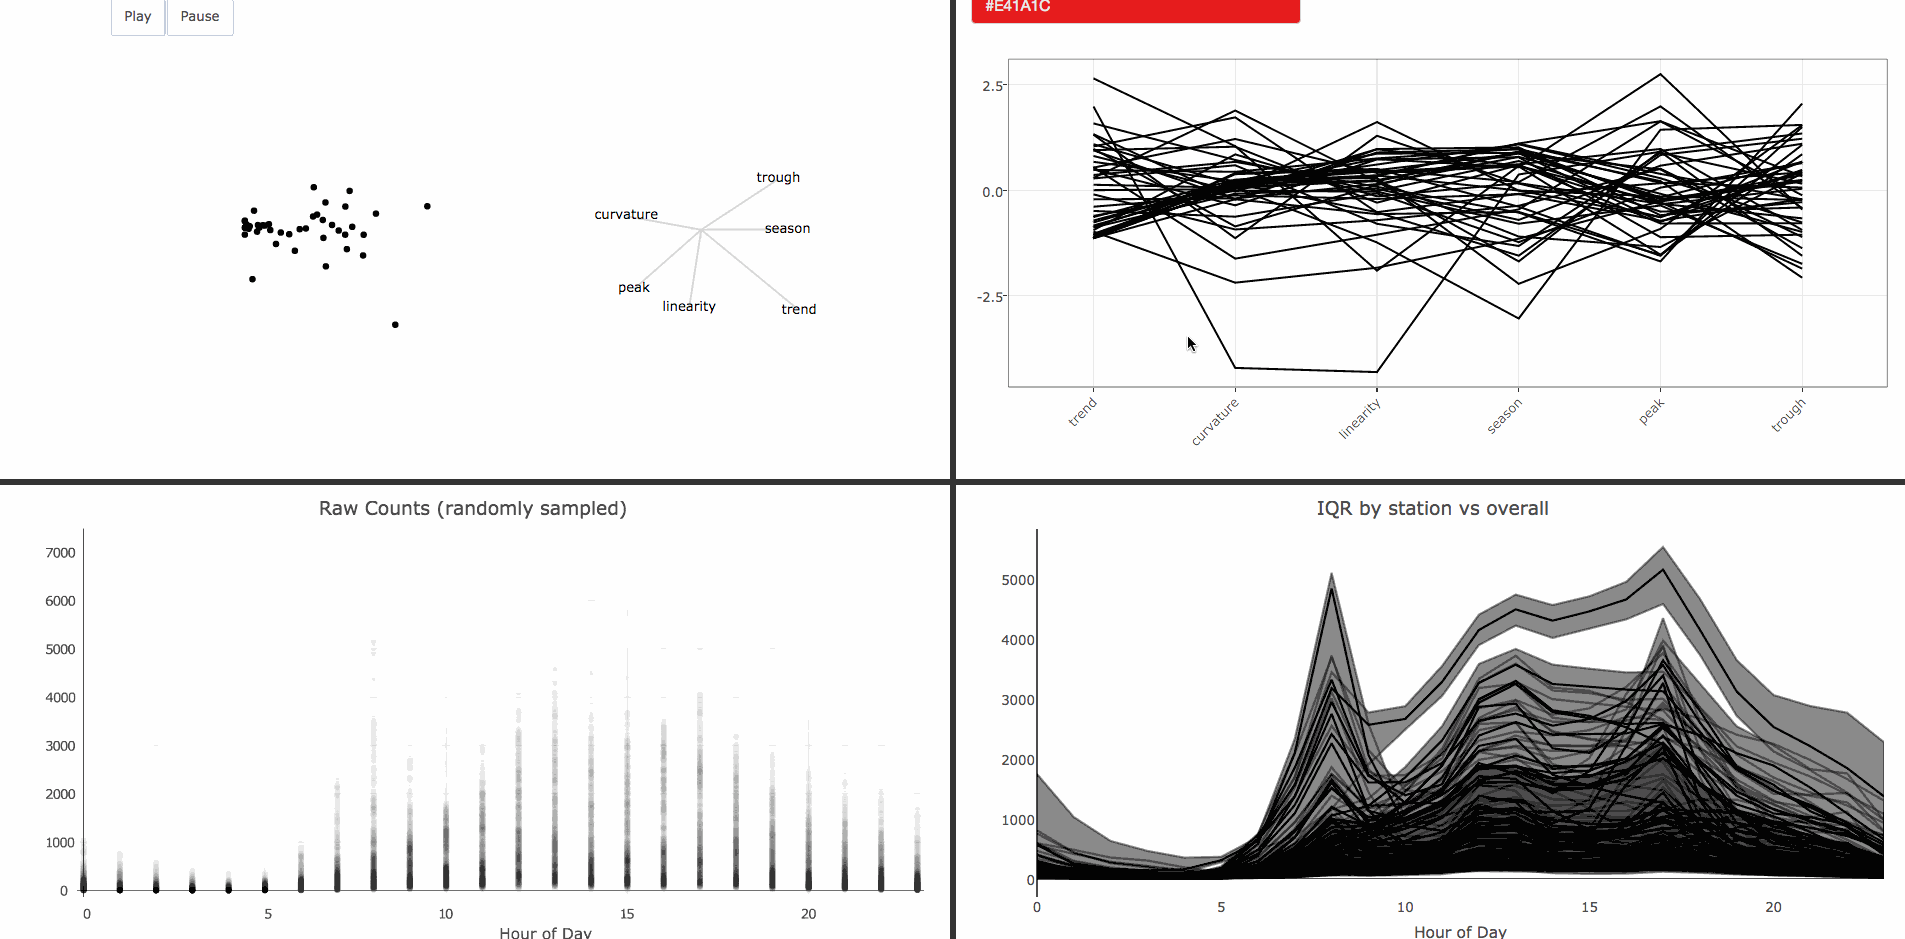 Play Pause
#E41A1C
trough
curvature
season
peak
linearity
trend
2.5
0.0
-2.5
trend
curvature
linearity
season
peak
trough
Raw Counts (randomly sampled)
7000
6000
5000
4000
3000
2000
1000
0
0 5 10 15 20
Hour of Day
IQR by station vs overall
5000
4000
3000
2000
1000
0
0 5 10 15 20
Hour of Day